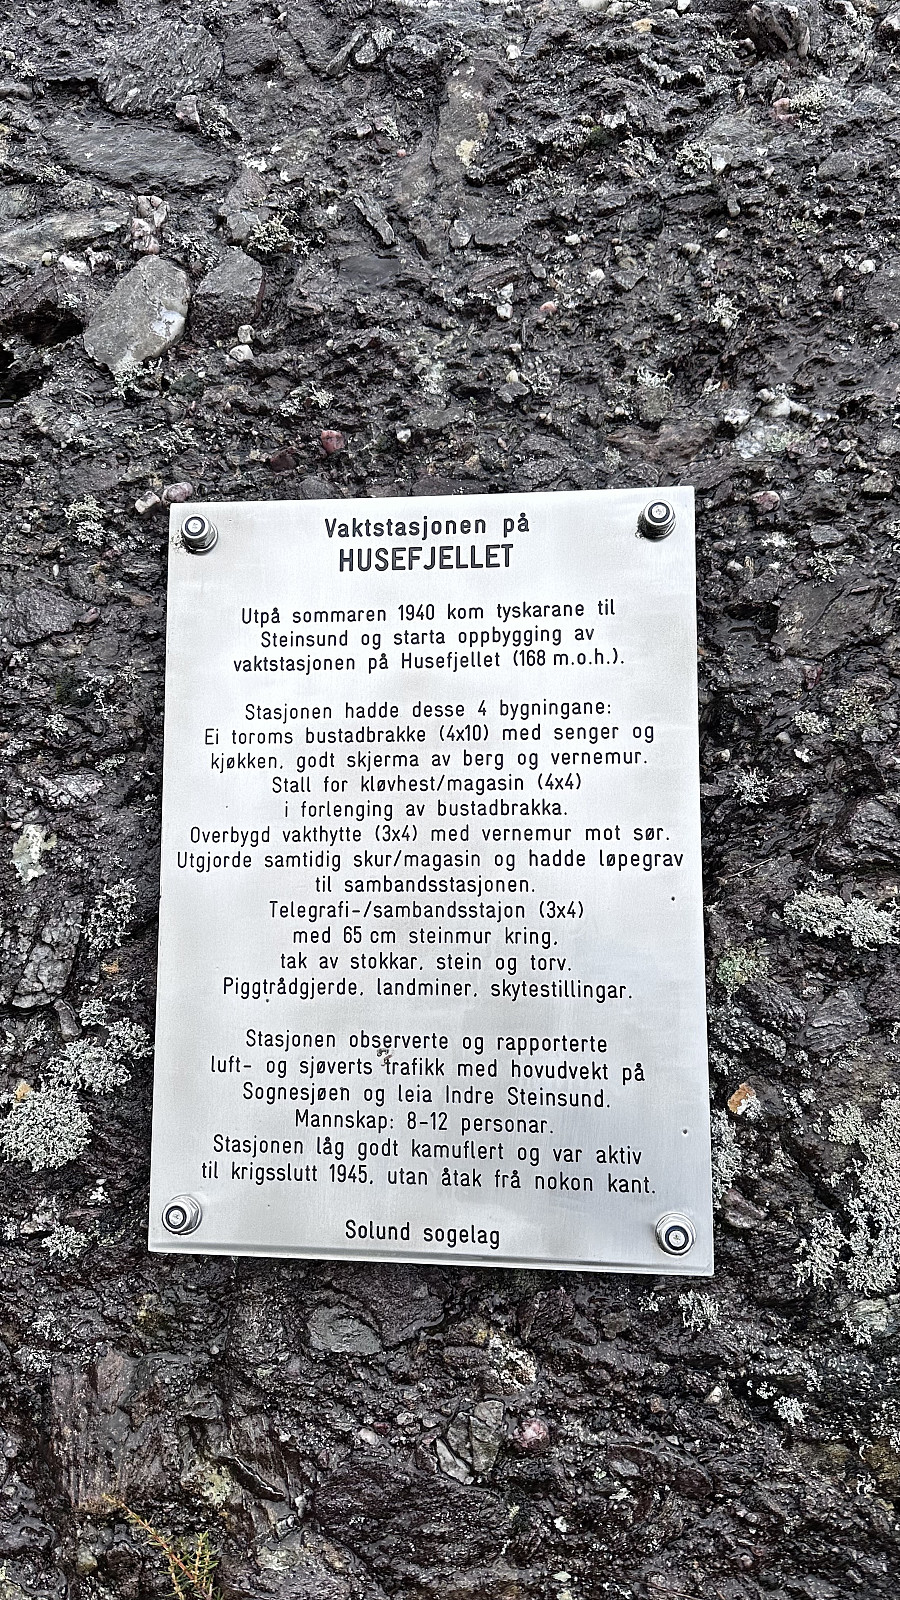 Vaktstasjonen på
HUSEFJELLET
Utpå sommaren 1940 kom tyskarane til
Steinsund og starta oppbygging av
vaktstasjonen på Husefjellet (168 m.o.h.).
Stasjonen hadde desse 4 bygningane:
Ei toroms bustadbrakke (4x10) med senger og
kjøkken, godt skjerma av berg og vernemur.
Stall for kløvhest/magasin (4x4)
i forlenging av bustadbrakka.
Overbygd vakthytte (3x4) med vernemur mot sør.
Utgjorde samtidig skur/magasin og hadde løpegrav
til sambandsstasjonen.
Telegrafi-/sambandsstajon (3x4)
med 65 cm steinmur kring,
tak av stokkar, stein og torv.
Piggtrådgjerde, landminer, skytestillingar.
Stasjonen observerte og rapporterte
luft- og sjøverts trafikk med hovudvekt på
Sognesjøen og leia Indre Steinsund.
Mannskap: 8-12 personar.
Stasjonen låg godt kamuflert og var aktiv
til krigsslutt 1945, utan åtak frå nokon kant.
Solund sogelag